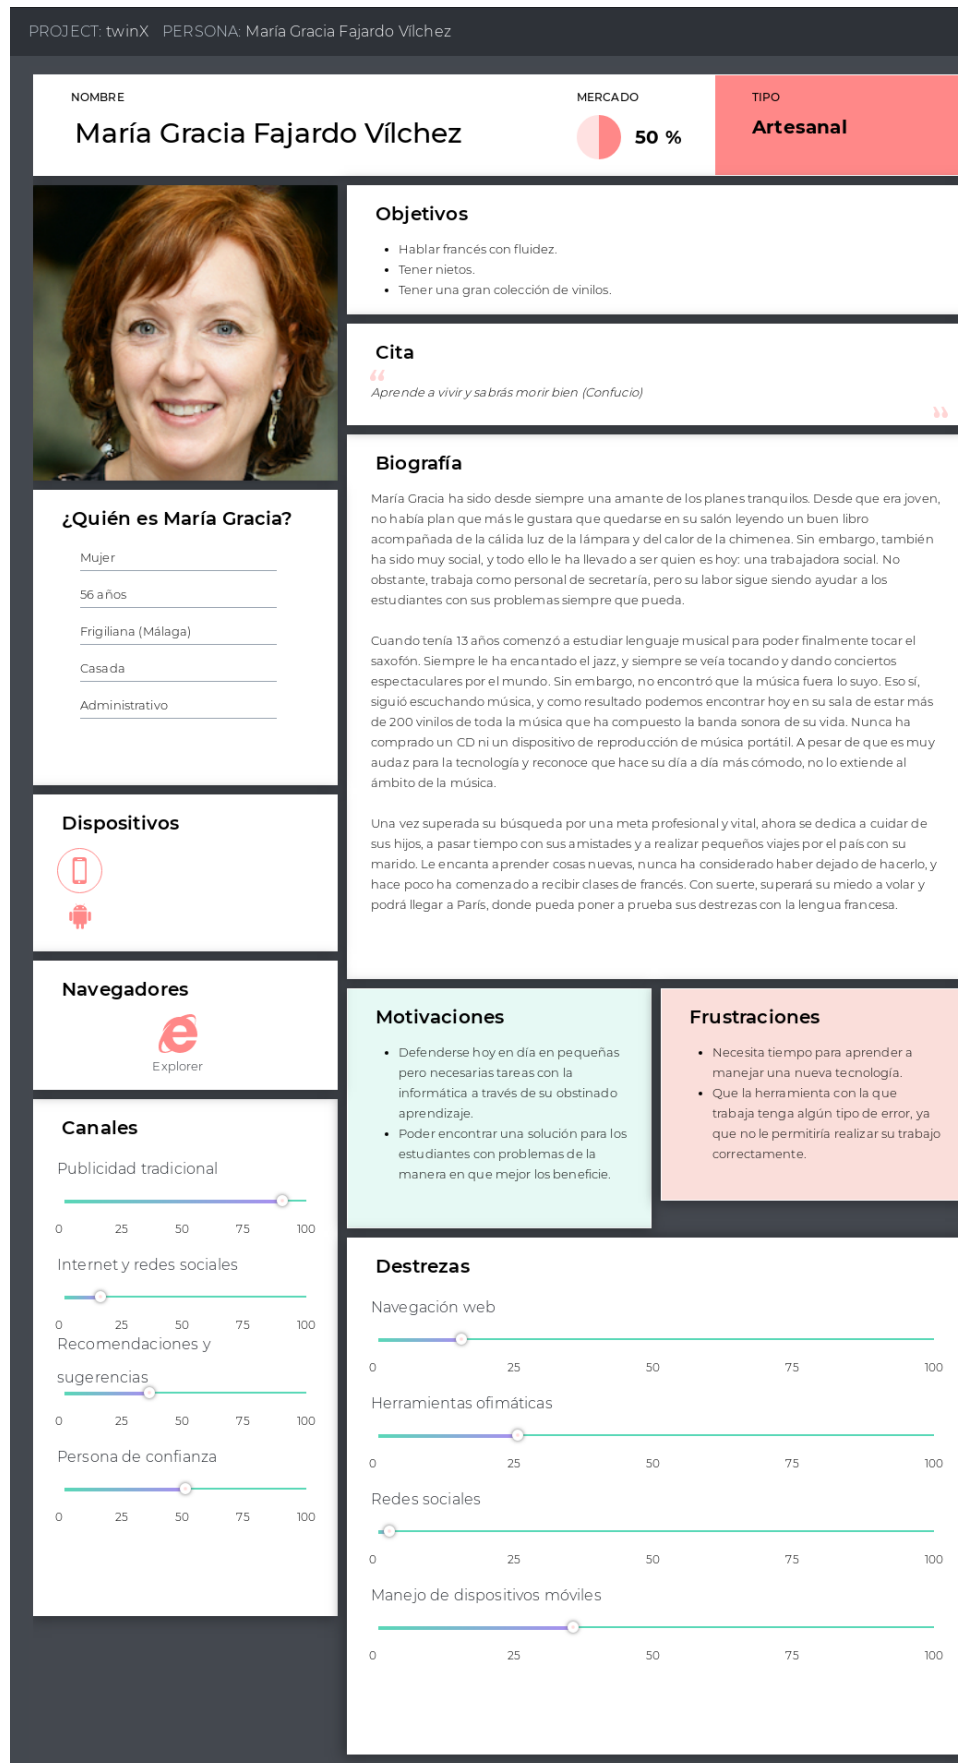 PROJECT: twinX PERSONA: María Gracia Fajardo Vílchez
NOMBRE
María Gracia Fajardo Vílchez
MERCADO
50 %
TIPO
Artesanal
Objetivos
• Hablar francés con fluidez.
• Tener nietos.
• Tener una gran colección de vinilos.
Cita
“
Aprende a vivir y sabrás morir bien (Confucio)
”
Biografía
María Gracia ha sido desde siempre una amante de los planes tranquilos. Desde que era joven,
no había plan que más le gustara que quedarse en su salón leyendo un buen libro
acompañada de la cálida luz de la lámpara y del calor de la chimenea. Sin embargo, también
ha sido muy social, y todo ello le ha llevado a ser quien es hoy: una trabajadora social. No
obstante, trabaja como personal de secretaría, pero su labor sigue siendo ayudar a los
estudiantes con sus problemas siempre que pueda.
Cuando tenía 13 años comenzó a estudiar lenguaje musical para poder finalmente tocar el
saxofón. Siempre le ha encantado el jazz, y siempre se veía tocando y dando conciertos
espectaculares por el mundo. Sin embargo, no encontró que la música fuera lo suyo. Eso sí,
siguió escuchando música, y como resultado podemos encontrar hoy en su sala de estar más
de 200 vinilos de toda la música que ha compuesto la banda sonora de su vida. Nunca ha
comprado un CD ni un dispositivo de reproducción de música portátil. A pesar de que es muy
audaz para la tecnología y reconoce que hace su día a día más cómodo, no lo extiende al
ámbito de la música.
Una vez superada su búsqueda por una meta profesional y vital, ahora se dedica a cuidar de
sus hijos, a pasar tiempo con sus amistades y a realizar pequeños viajes por el país con su
marido. Le encanta aprender cosas nuevas, nunca ha considerado haber dejado de hacerlo, y
hace poco ha comenzado a recibir clases de francés. Con suerte, superará su miedo a volar y
podrá llegar a París, donde pueda poner a prueba sus destrezas con la lengua francesa.
¿Quién es María Gracia?
Mujer
56 años
Frigiliana (Málaga)
Casada
Administrativo
Dispositivos
Navegadores
Explorer
Canales
Publicidad tradicional
0 25 50 75 100
Internet y redes sociales
0 25 50 75 100
Recomendaciones y
sugerencias
0 25 50 75 100
Persona de confianza
0 25 50 75 100
Motivaciones
• Defenderse hoy en día en pequeñas
pero necesarias tareas con la
informática a través de su obstinado
aprendizaje.
• Poder encontrar una solución para los
estudiantes con problemas de la
manera en que mejor los beneficie.
Frustraciones
• Necesita tiempo para aprender a
manejar una nueva tecnología.
• Que la herramienta con la que
trabaja tenga algún tipo de error, ya
que no le permitiría realizar su trabajo
correctamente.
Destrezas
Navegación web
0 25 50 75 100
Herramientas ofimáticas
0 25 50 75 100
Redes sociales
0 25 50 75 100
Manejo de dispositivos móviles
0 25 50 75 100